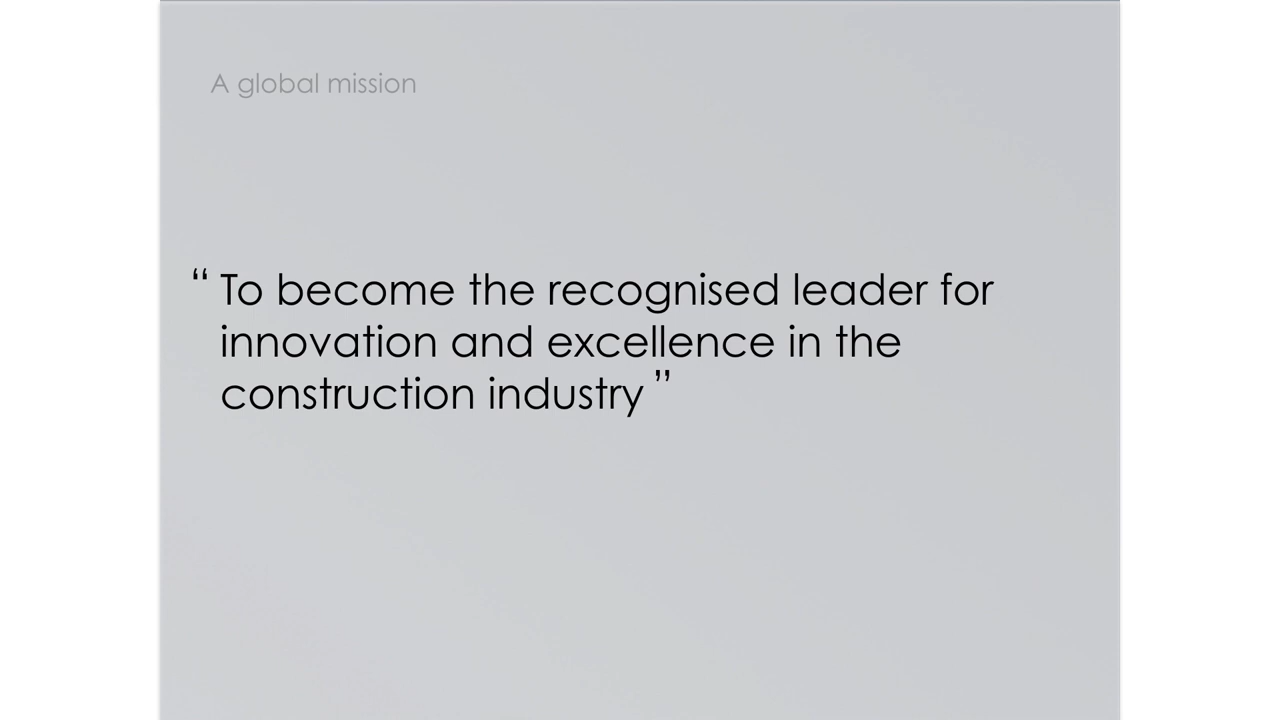 A global mission
“ To become the recognised leader for
innovation and excellence in the
construction industry ”